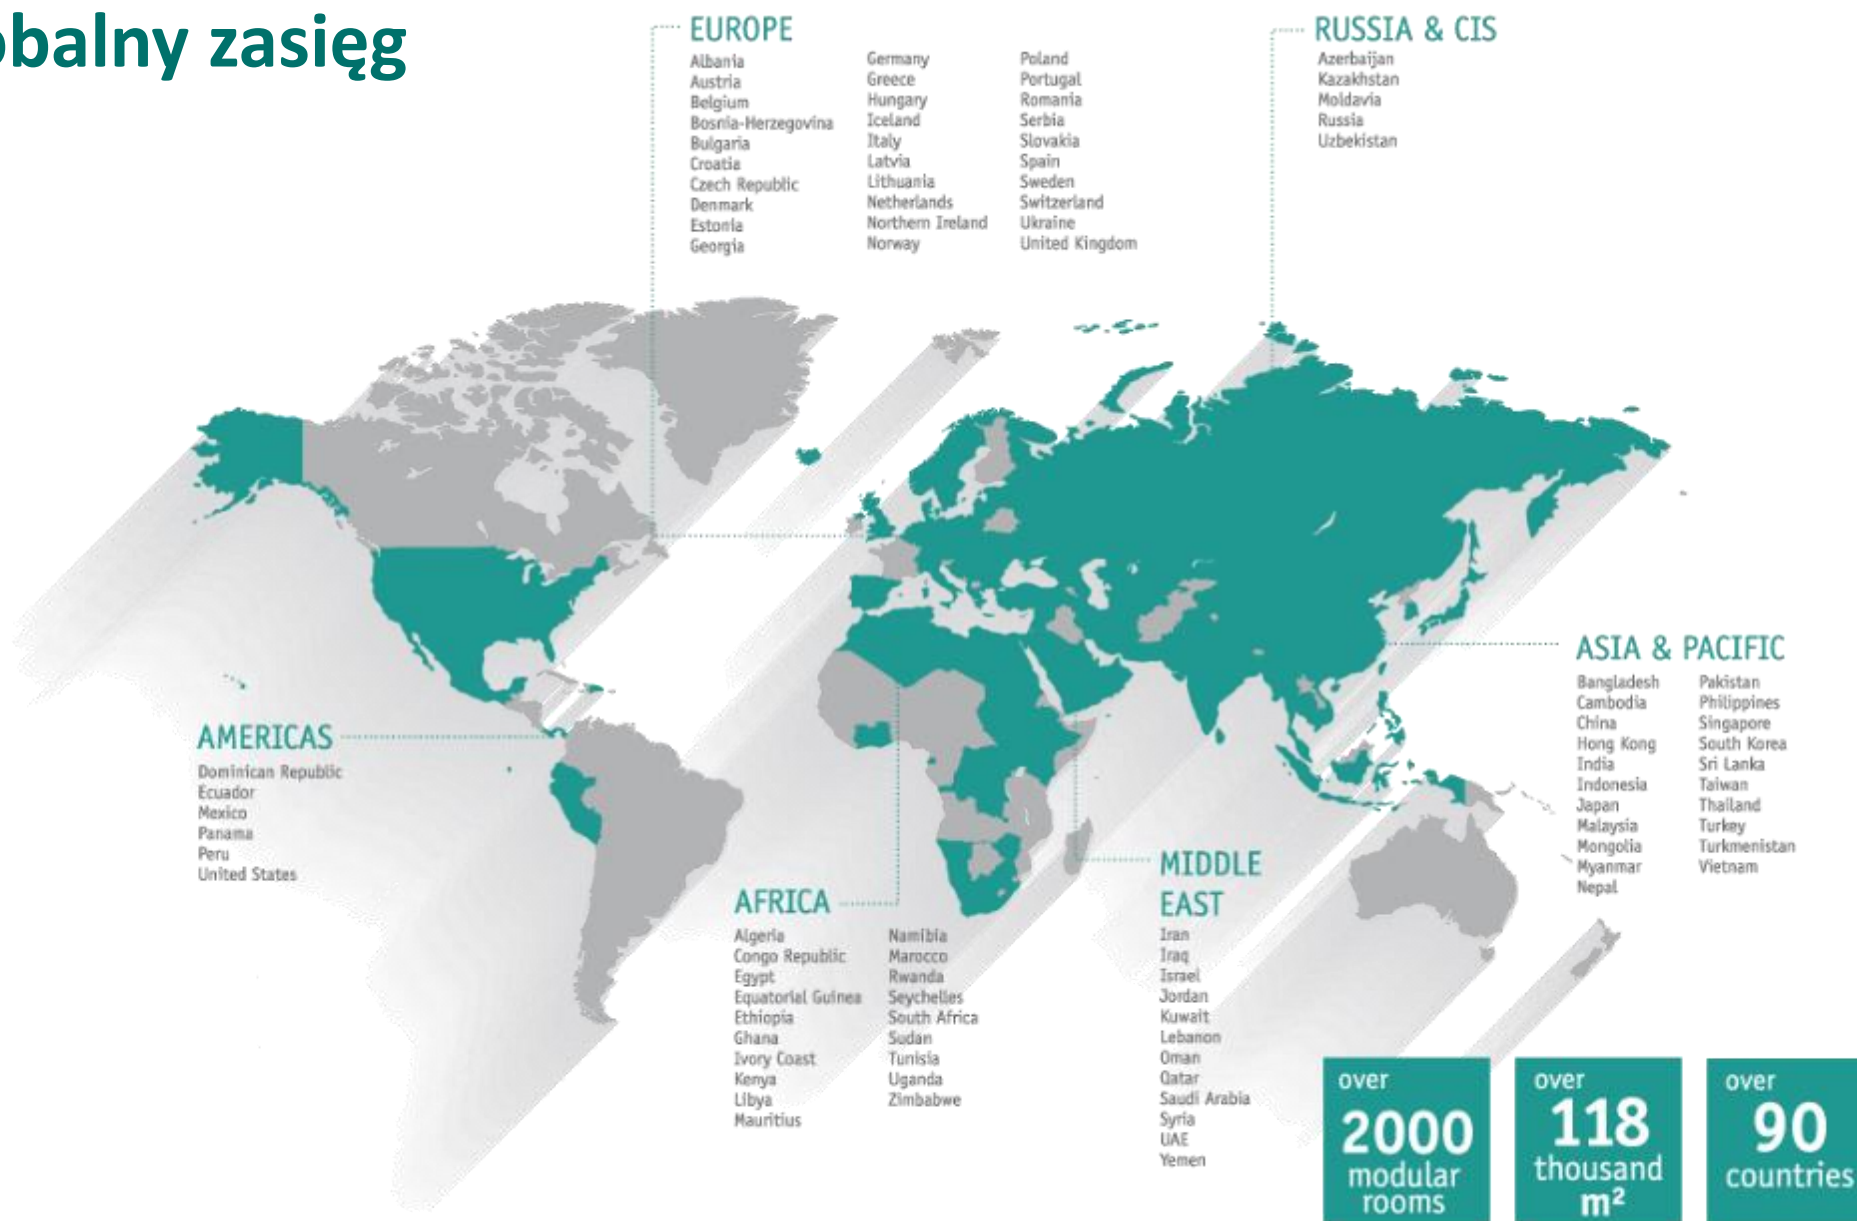 obalny zasięg
EUROPE
Albania
Austria
Belgium
Bosnia-Herzegovina
Bulgaria
Croatia
Czech Republic
Denmark
Estonia
Georgia
Germany
Greece
Hungary
Iceland
Italy
Latvia
Lithuania
Netherlands
Northern Ireland
Norway
Poland
Portugal
Romania
Serbia
Slovakia
Spain
Sweden
Switzerland
Ukraine
United Kingdom
RUSSIA & CIS
Azerbaijan
Kazakhstan
Moldavia
Russia
Uzbekistan
AMERICAS
Dominican Republic
Ecuador
Mexico
Panama
Peru
United States
AFRICA
Algeria
Congo Republic
Egypt
Equatorial Guinea
Ethiopia
Ghana
Ivory Coast
Kenya
Libya
Mauritius
Namibia
Marocco
Rwanda
Seychelles
South Africa
Sudan
Tunisia
Uganda
Zimbabwe
MIDDLE
EAST
Iran
Iraq
Israel
Jordan
Kuwait
Lebanon
Oman
Qatar
Saudi Arabia
Syria
UAE
Yemen
ASIA & PACIFIC
Bangladesh
Cambodia
China
Hong Kong
India
Indonesia
Japan
Malaysia
Mongolia
Myanmar
Nepal
Pakistan
Philippines
Singapore
South Korea
Sri Lanka
Taiwan
Thailand
Turkey
Turkmenistan
Vietnam
over
2000
modular
rooms
over
118
thousand
m²
over
90
countries